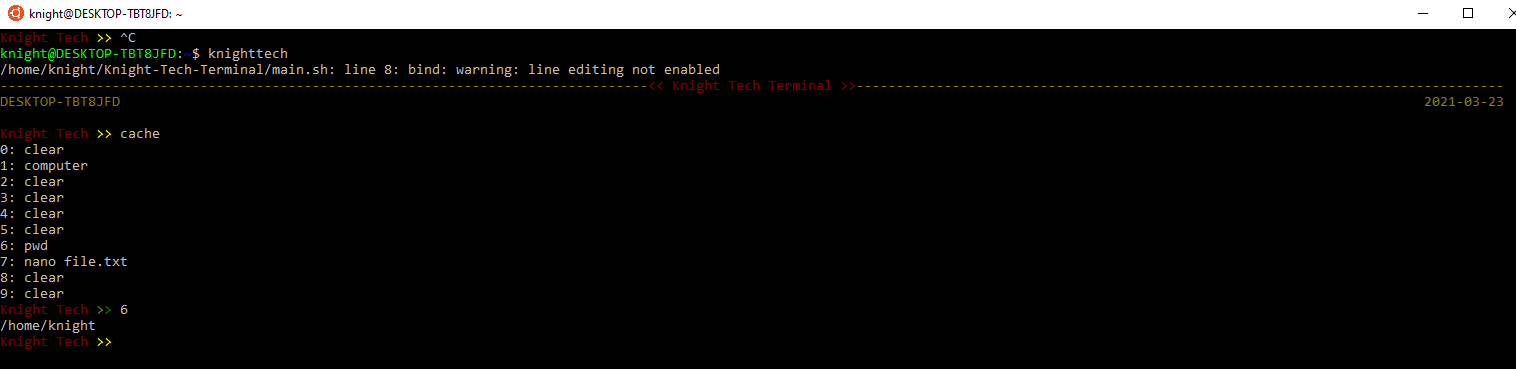 knight@DESKTOP-TBT8JFD: ~
Knight Tech >> ^C
knight@DESKTOP-TBT8JFD:~$ knighttech
/home/knight/Knight-Tech-Terminal/main.sh: line 8: bind: warning: line editing not enabled
---------------------------------------------------------------------------------<< Knight Tech Terminal >>---------------------------------------------------------------------------------
DESKTOP-TBT8JFD 2021-03-23
Knight Tech >> cache
0: clear
1: computer
2: clear
3: clear
4: clear
5: clear
6: pwd
7: nano file.txt
8: clear
9: clear
Knight Tech >> 6
/home/knight
Knight Tech >>